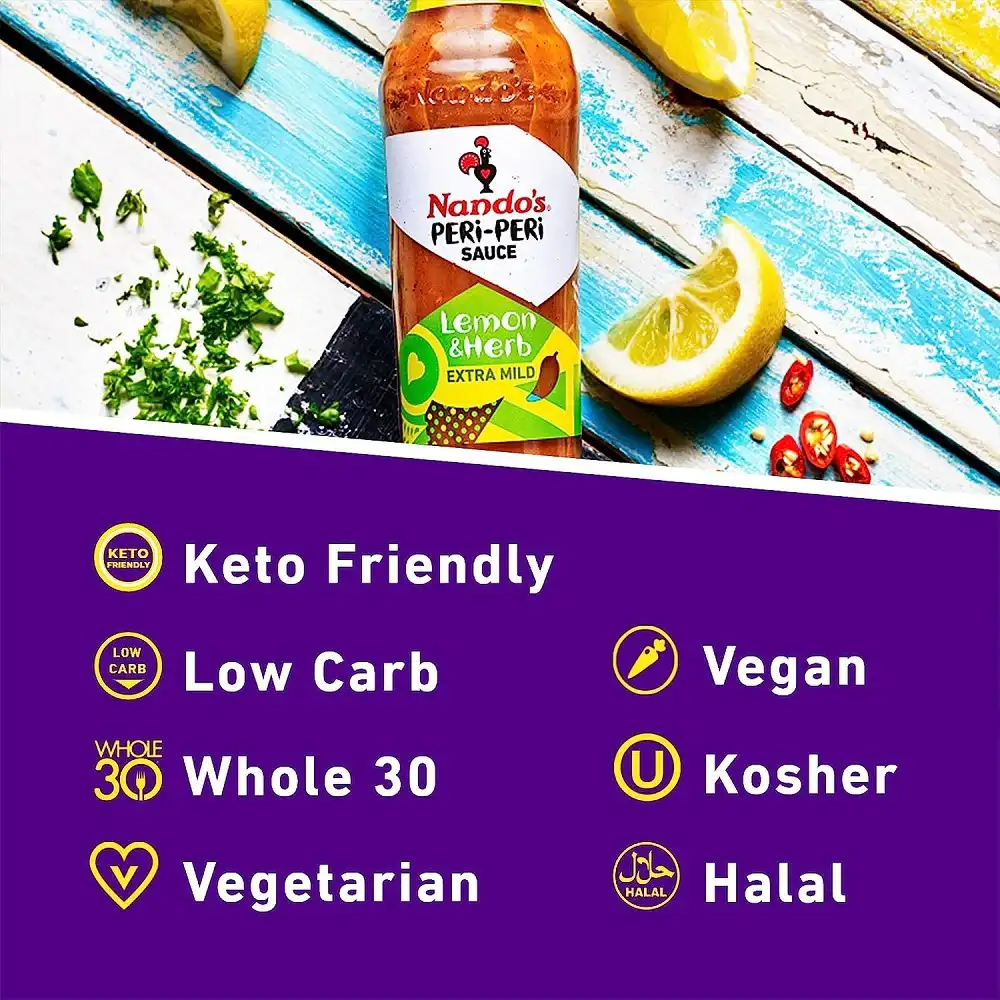 Nando's
Nando's
PERi-PERi
SAUCE
Lemon
&Herb
EXTRA MILD
KETO
FRIENDLY
Keto Friendly
LOW
CARB
Low Carb
WHOLE
30
Whole 30
Vegetarian
Vegan
U
Kosher
حلال
HALAL
Halal